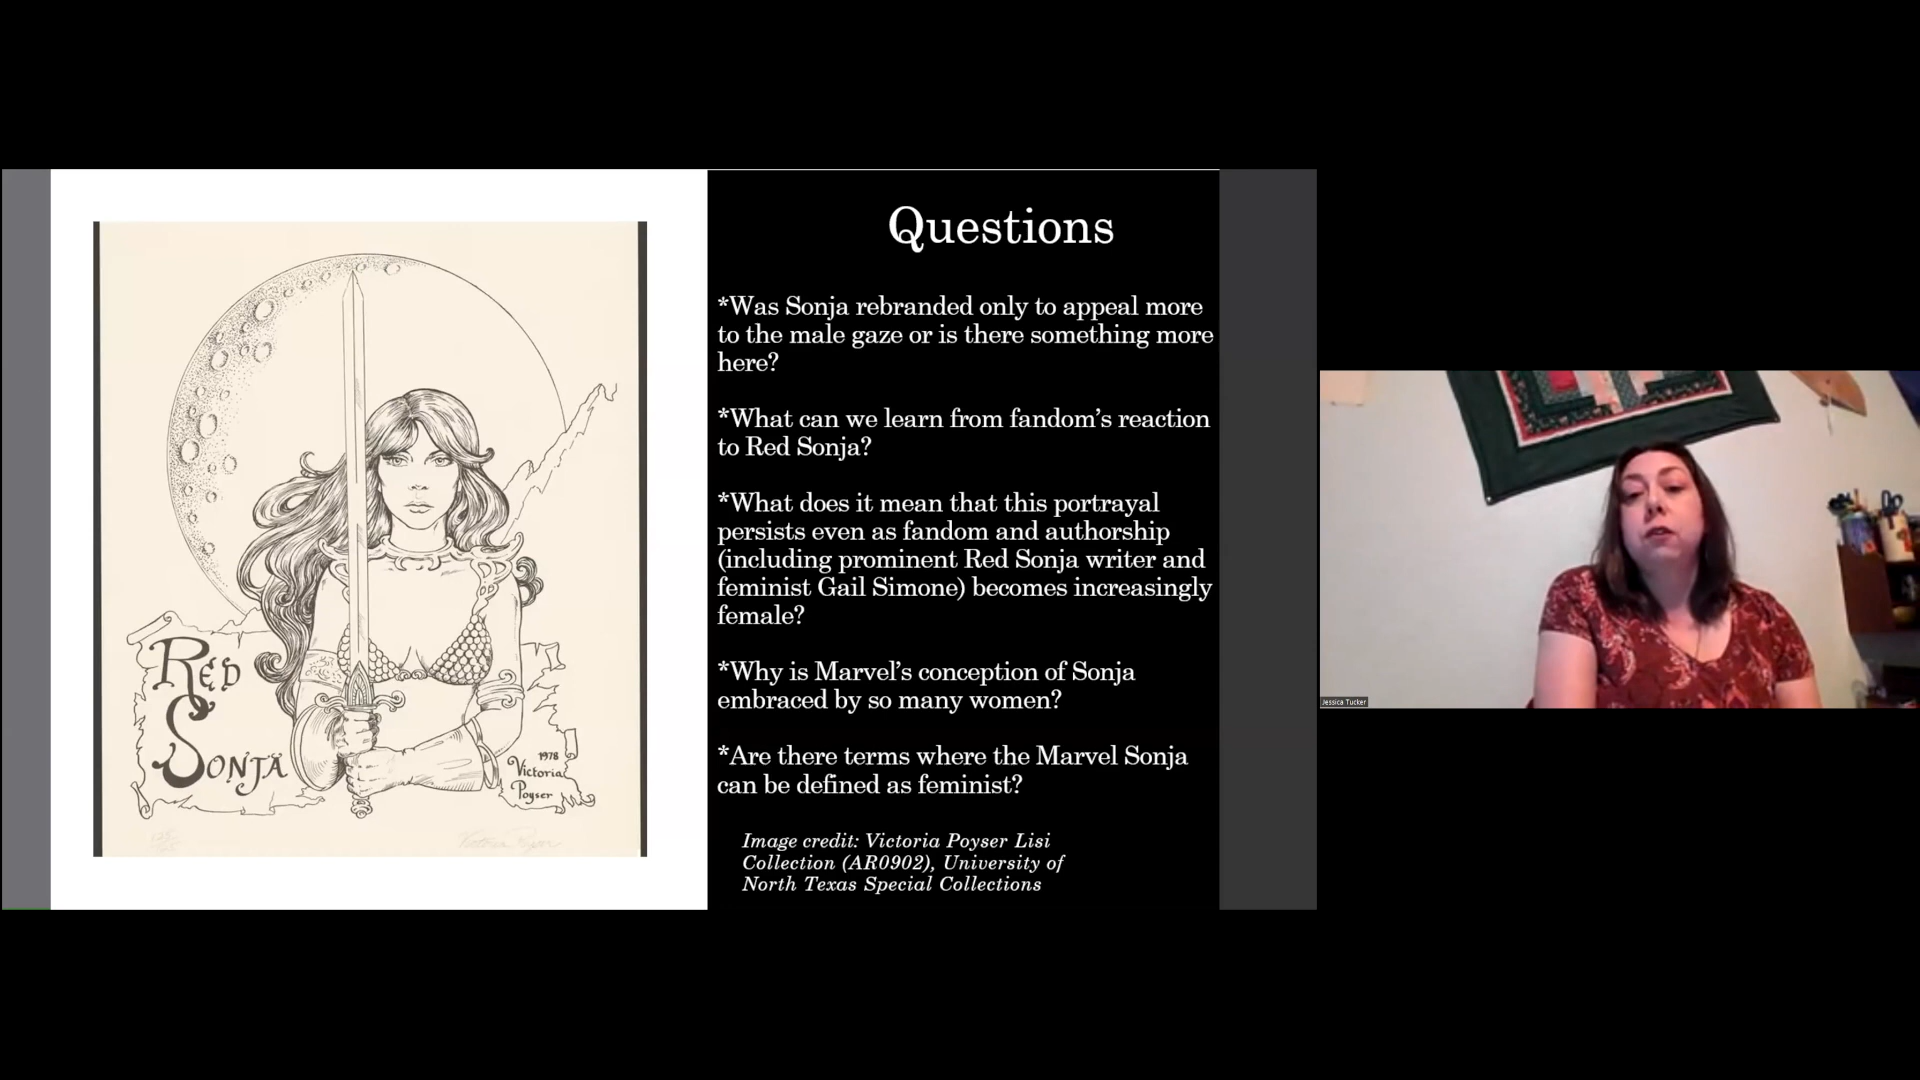 Questions
*Was Sonja rebranded only to appeal more
to the male gaze or is there something more
here?
*What can we learn from fandom’s reaction
to Red Sonja?
*What does it mean that this portrayal
persists even as fandom and authorship
(including prominent Red Sonja writer and
feminist Gail Simone) becomes increasingly
female?
*Why is Marvel’s conception of Sonja
embraced by so many women?
*Are there terms where the Marvel Sonja
can be defined as feminist?
Image credit: Victoria Poyser Lisi
Collection (AR0902), University of
North Texas Special Collections
RED
SONJA
1978
Victoria
Poyser
Jessica Tucker